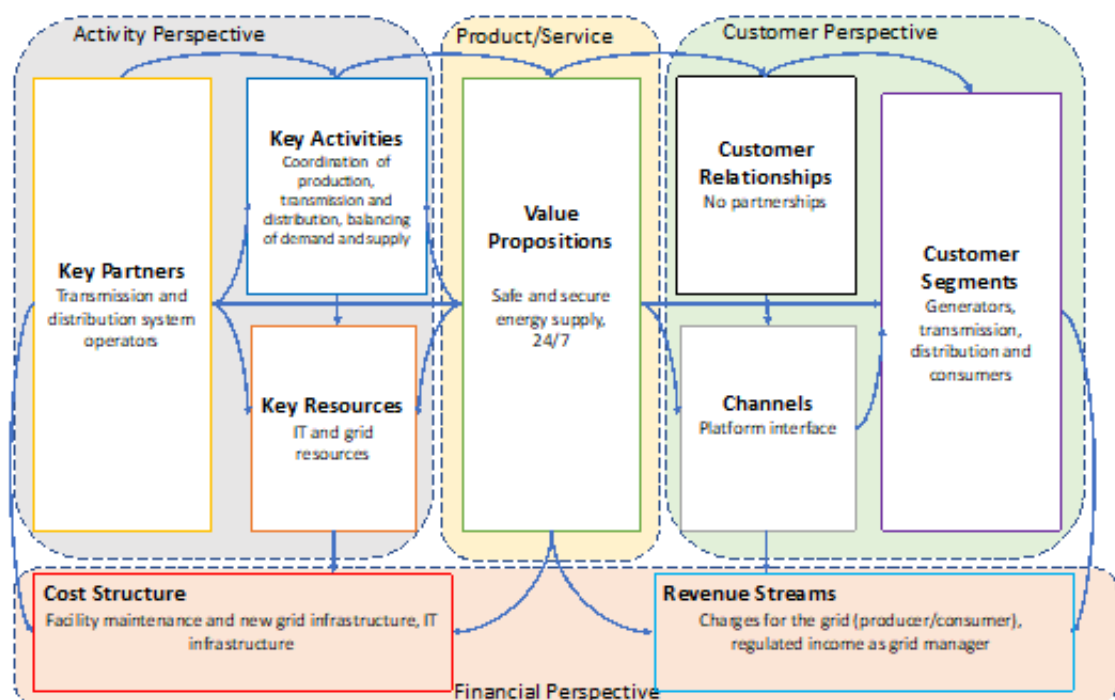 Activity Perspective
Product/Service
Customer Perspective
Key Partners
Transmission and
distribution system
operators
Key Activities
Coordination of
production,
transmission and
distribution, balancing
of demand and supply
Key Resources
IT and grid
resources
Value
Propositions
Safe and secure
energy supply,
24/7
Customer
Relationships
No partnerships
Channels
Platform interface
Customer
Segments
Generators,
transmission,
distribution and
consumers
Cost Structure
Facility maintenance and new grid infrastructure, IT
infrastructure
Revenue Streams
Charges for the grid (producer/consumer),
regulated income as grid manager
Financial Perspective